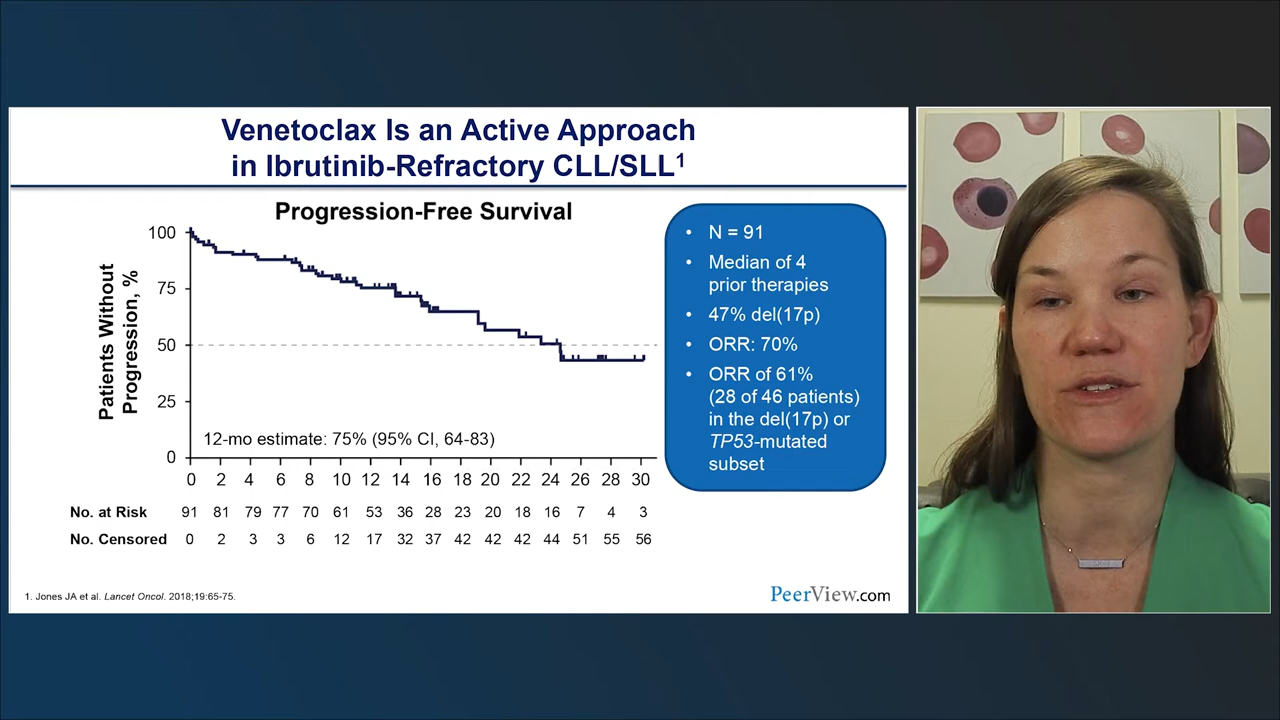 Venetoclax Is an Active Approach
in Ibrutinib-Refractory CLL/SLL¹
Progression-Free Survival
Patients Without
Progression, %
100
75
50
25
0
12-mo estimate: 75% (95% CI, 64-83)
0 2 4 6 8 10 12 14 16 18 20 22 24 26 28 30
No. at Risk 91 81 79 77 70 61 53 36 28 23 20 18 16 7 4 3
No. Censored 0 2 3 3 6 12 17 32 37 42 42 42 44 51 55 56
• N = 91
• Median of 4
prior therapies
• 47% del(17p)
• ORR: 70%
• ORR of 61%
(28 of 46 patients)
in the del(17p) or
TP53-mutated
subset
1. Jones JA et al. Lancet Oncol. 2018;19:65-75.
PeerView.com